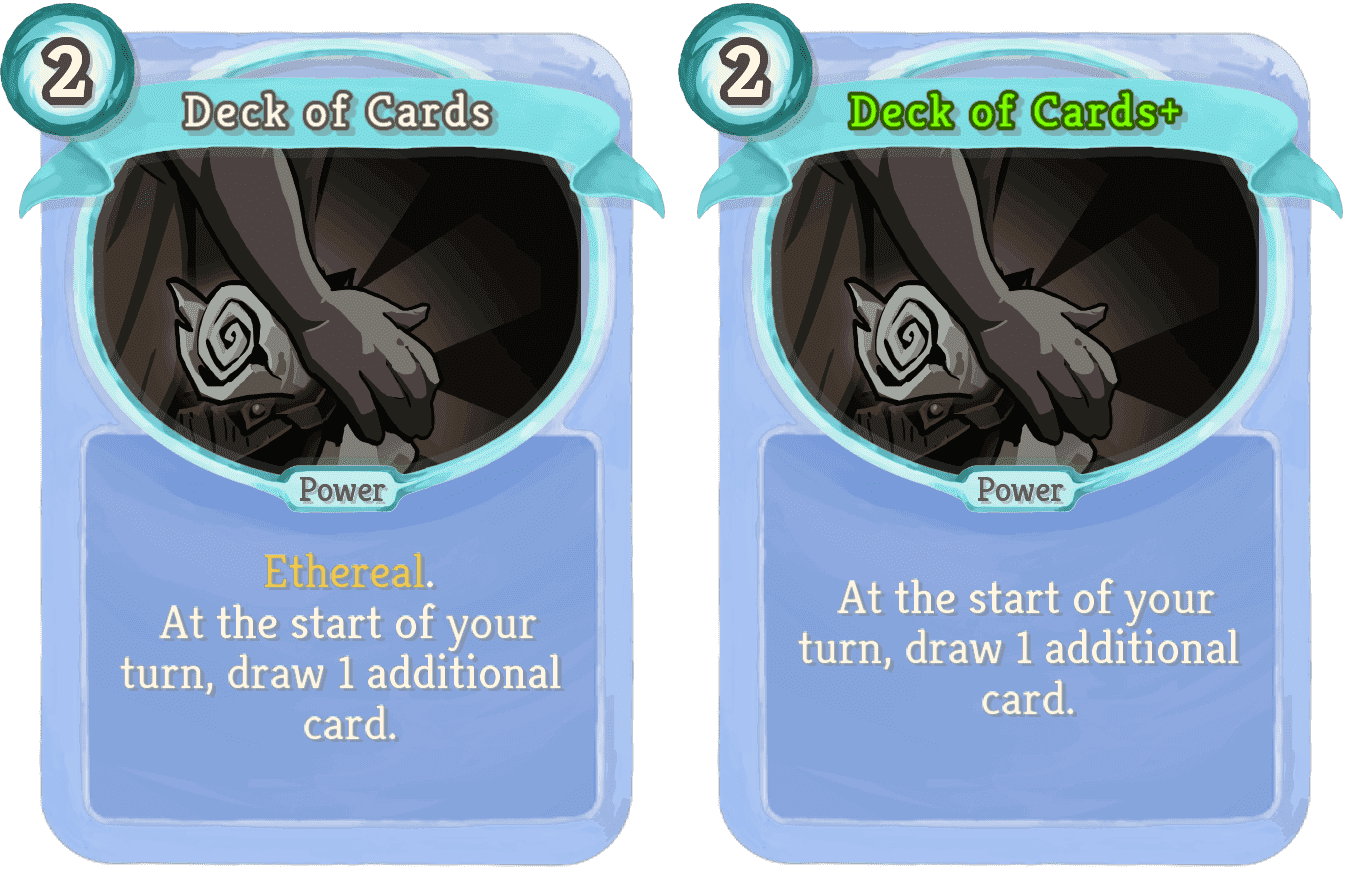 2
Deck of Cards
Power
Ethereal.
At the start of your
turn, draw 1 additional
card.
2
Deck of Cards+
Power
At the start of your
turn, draw 1 additional
card.